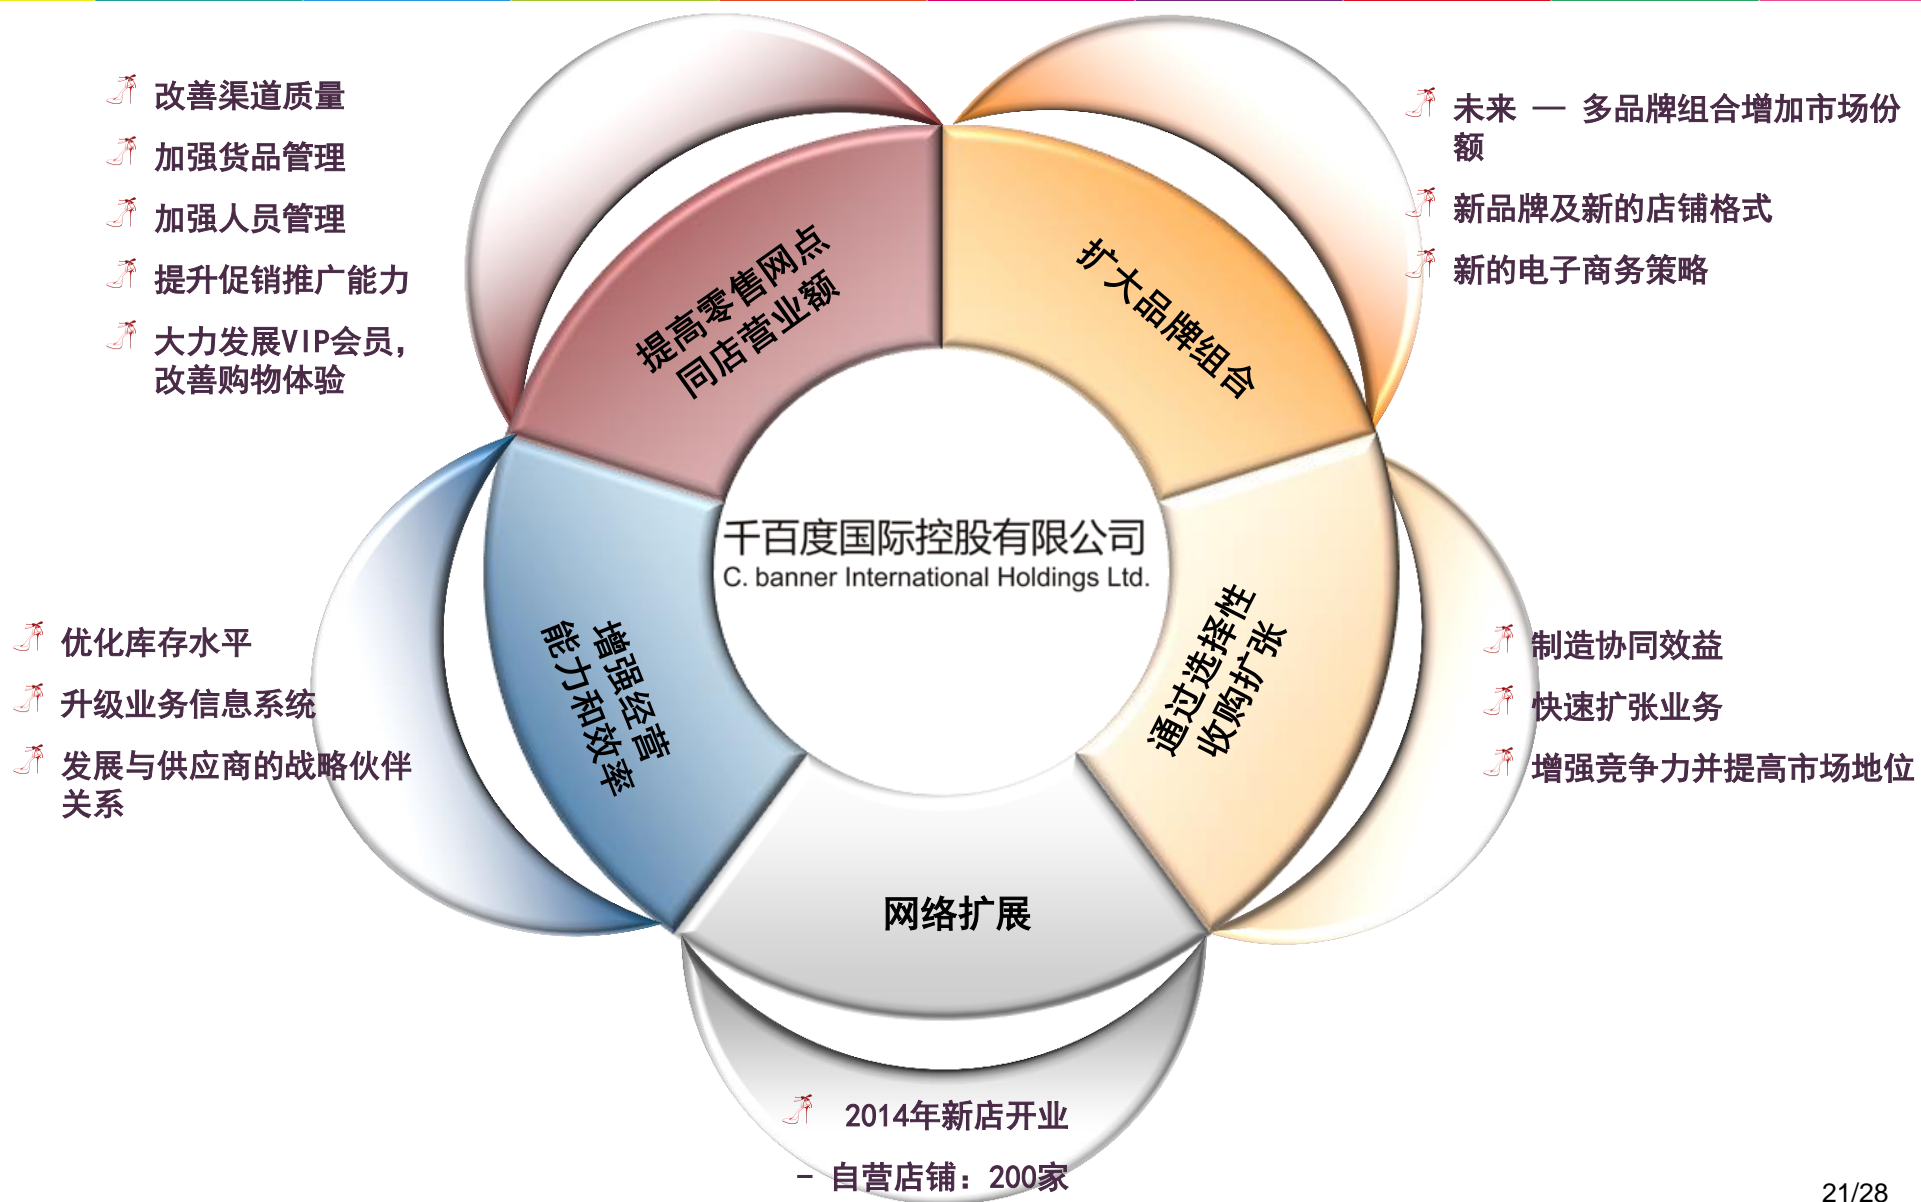 改善渠道质量
加强货品管理
加强人员管理
提升促销推广能力
大力发展VIP会员，
改善购物体验
未来 — 多品牌组合增加市场份
额
新品牌及新的店铺格式
新的电子商务策略
提高零售网点
同店营业额
扩大品牌组合
千百度国际控股有限公司
C. banner International Holdings Ltd.
增强经营
能力和效率
通过选择性
收购扩张
优化库存水平
升级业务信息系统
发展与供应商的战略伙伴
关系
制造协同效益
快速扩张业务
增强竞争力并提高市场地位
网络扩展
2014年新店开业
- 自营店铺：200家
21/28